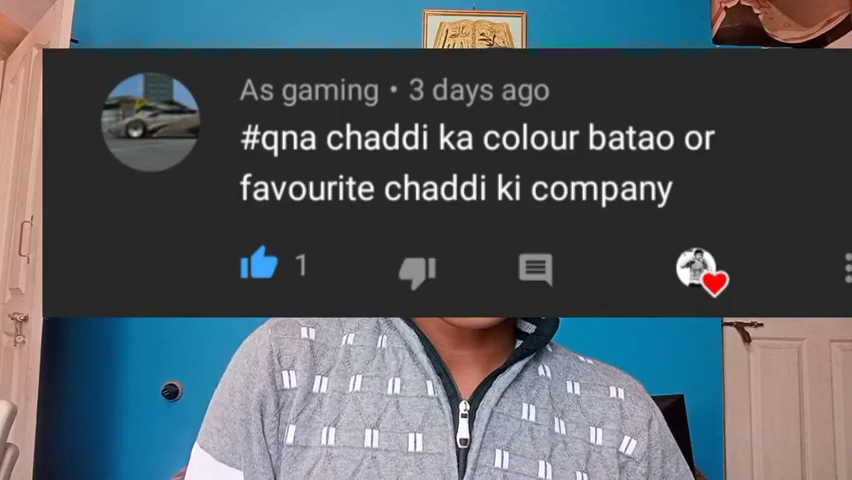 As gaming • 3 days ago
#qna chaddi ka colour batao or
favourite chaddi ki company
1